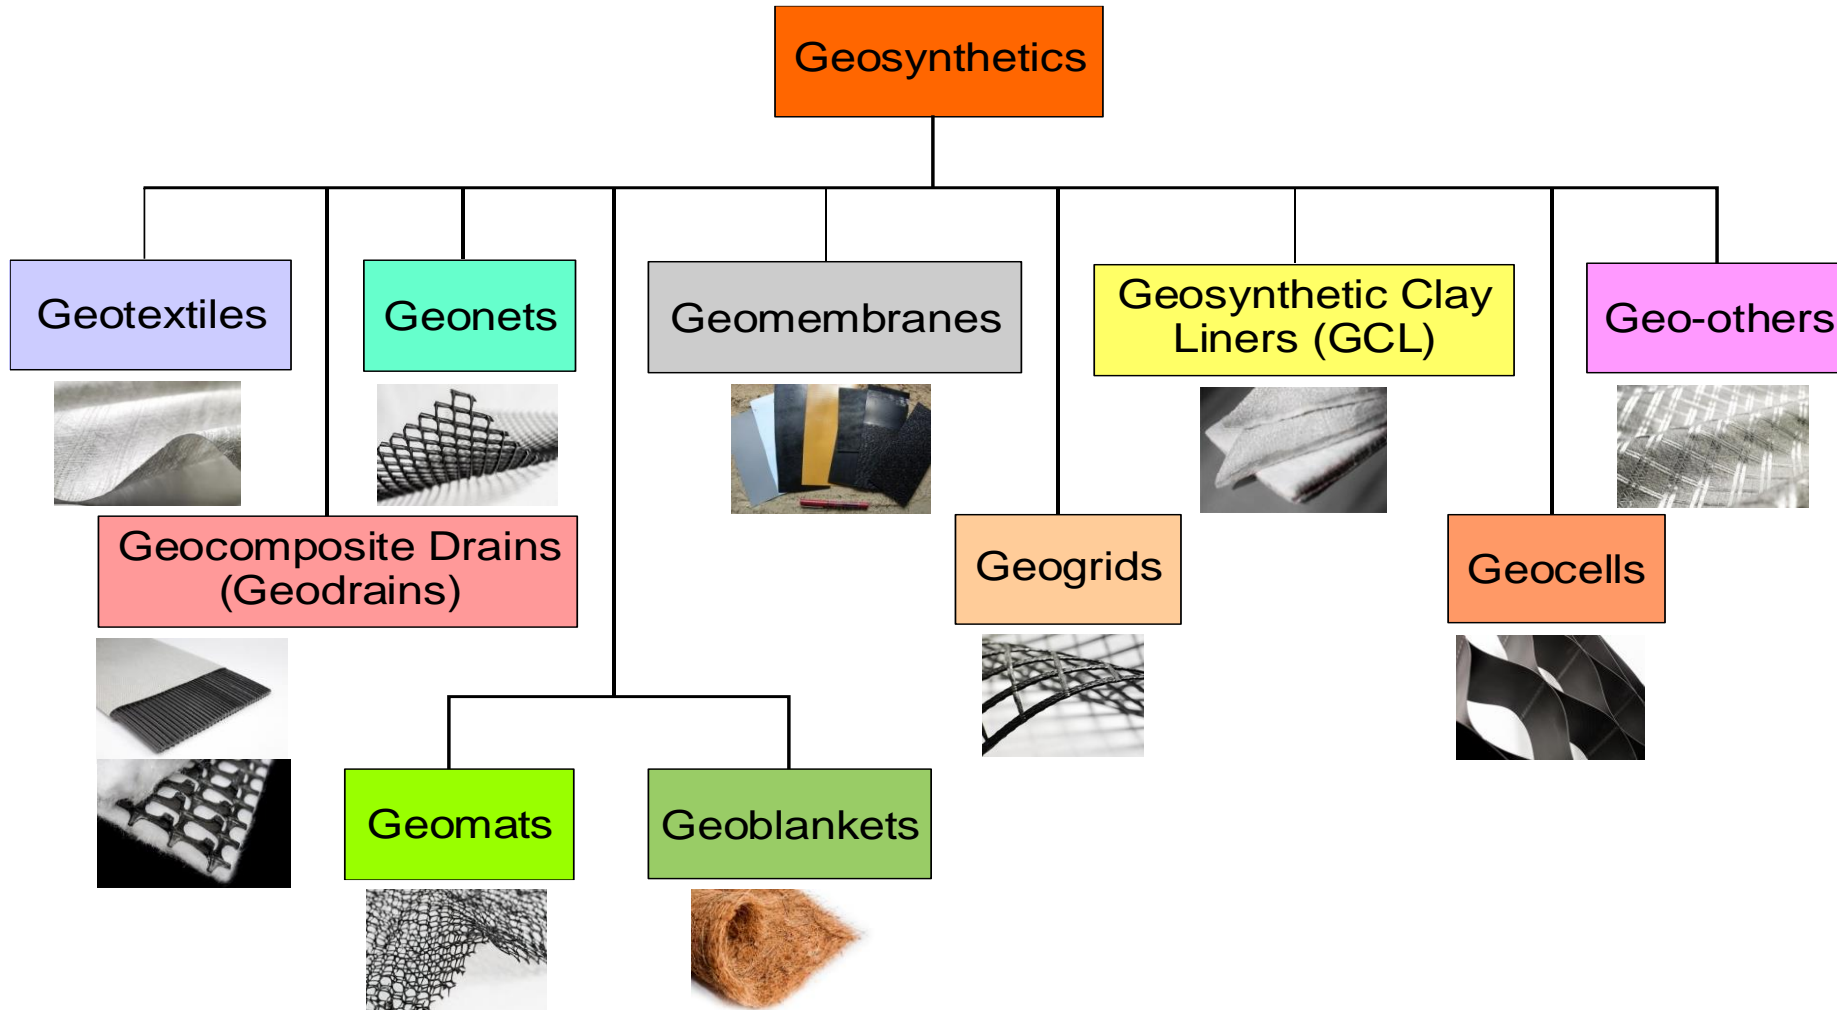 Geosynthetics
Geotextiles
Geonets
Geomembranes
Geosynthetic Clay
Liners (GCL)
Geo-others
Geocomposite Drains
(Geodrains)
Geogrids
Geocells
Geomats
Geoblankets